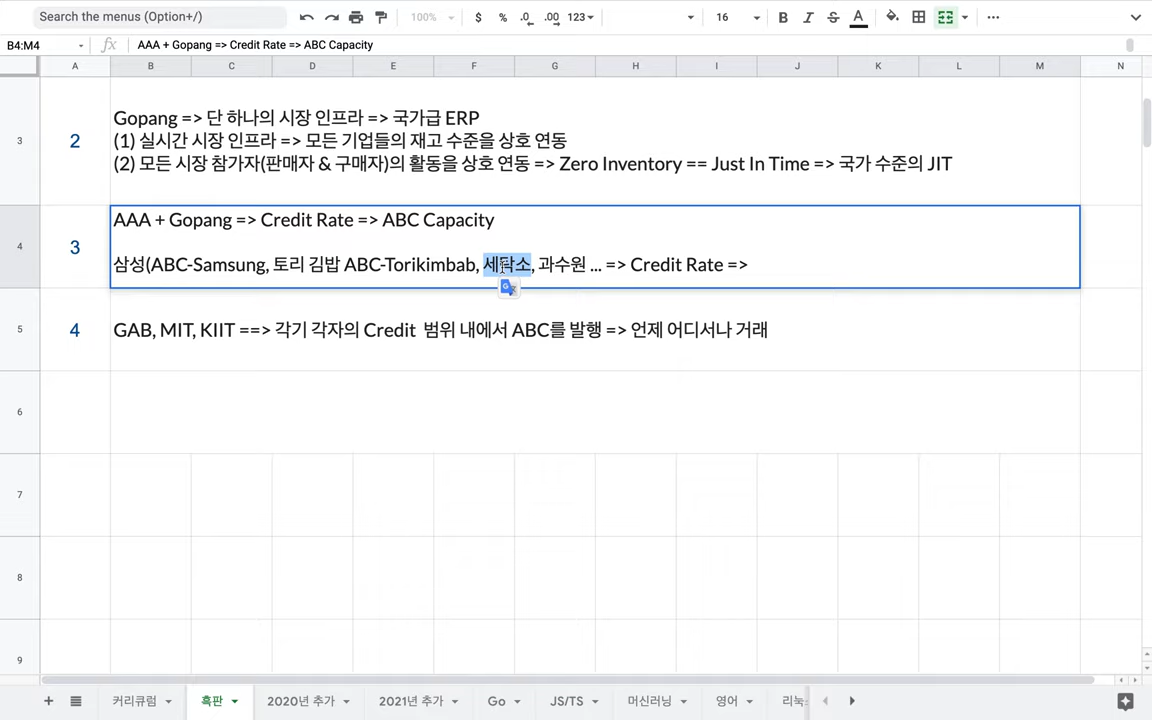 Search the menus (Option+/)
100%
$ % .0 .00 123
16
B I S A
B4:M4
fx AAA + Gopang => Credit Rate => ABC Capacity
A B C D E F G H I J K L M N
3
2
Gopang => 단 하나의 시장 인프라 => 국가급 ERP
(1) 실시간 시장 인프라 => 모든 기업들의 재고 수준을 상호 연동
(2) 모든 시장 참가자(판매자 & 구매자)의 활동을 상호 연동 => Zero Inventory == Just In Time => 국가 수준의 JIT
4
3
AAA + Gopang => Credit Rate => ABC Capacity
삼성(ABC-Samsung, 토리 김밥 ABC-Torikimbab, 세탁소, 과수원 ... => Credit Rate =>
5
4
GAB, MIT, KIIT ==> 각기 각자의 Credit 범위 내에서 ABC를 발행 => 언제 어디서나 거래
6
7
8
9
커리큘럼 흑판 2020년 추가 2021년 추가 Go JS/TS 머신러닝 영어